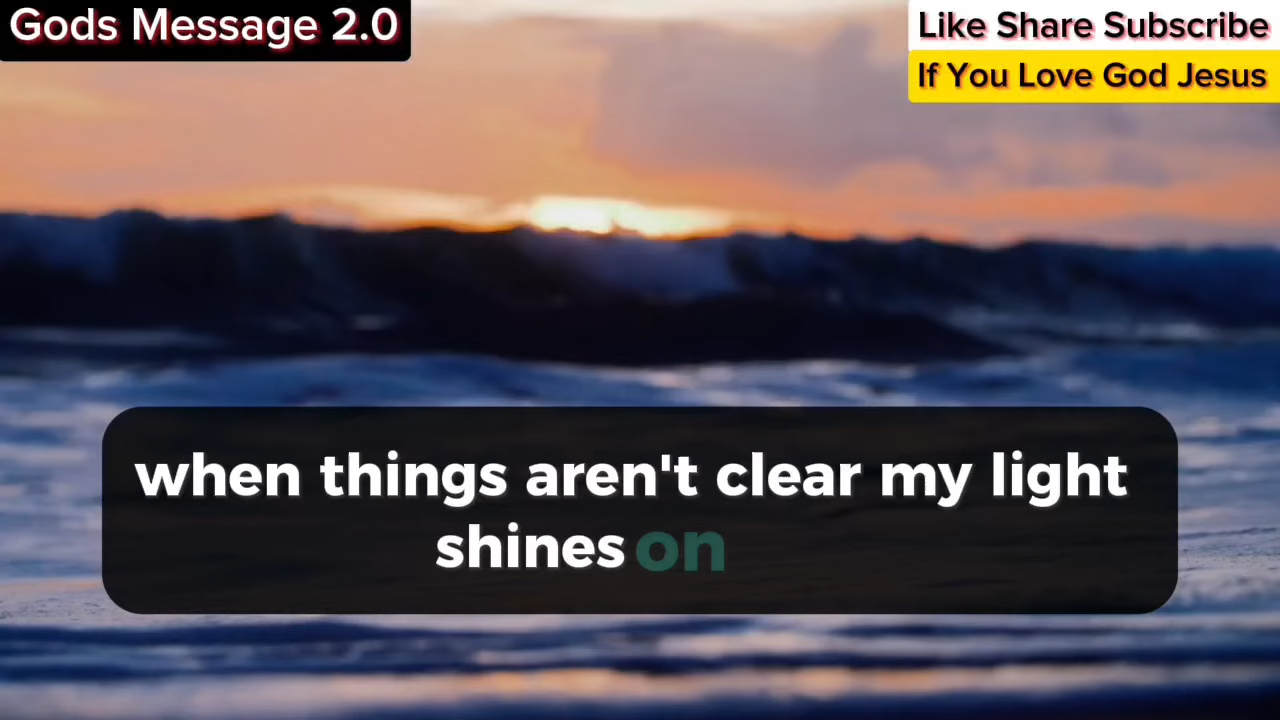 Gods Message 2.0
Like Share Subscribe
If You Love God Jesus
when things aren't clear my light
shines on